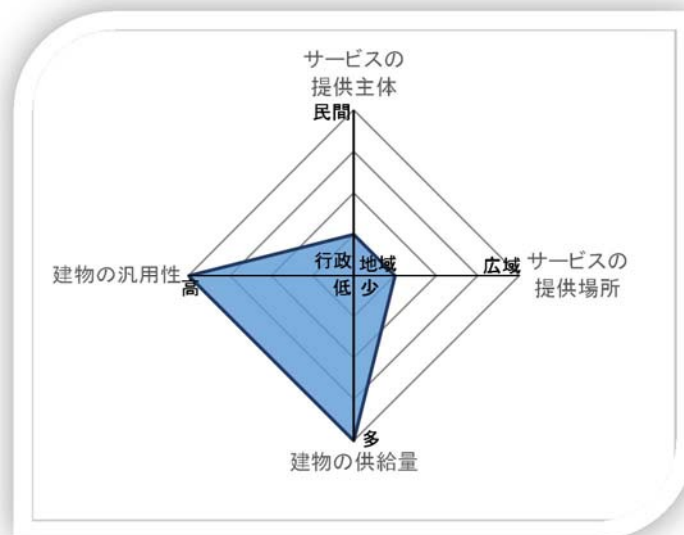 サービスの
提供主体
民間
建物の汎用性
高
行政
地域
低
少
広域
サービスの
提供場所
多
建物の供給量